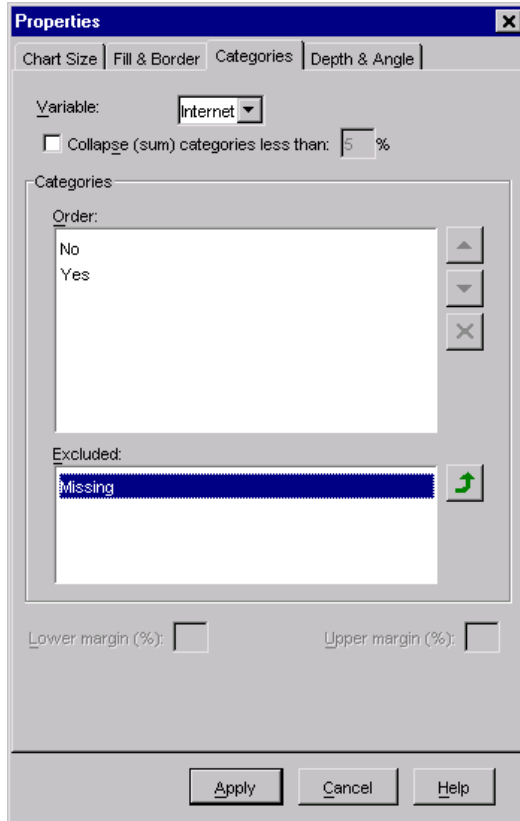 Properties
Chart Size Fill & Border Categories Depth & Angle
Variable: Internet
Collapse (sum) categories less than: 5 %
Categories
Order:
No
Yes
Excluded:
Missing
Lower margin (%): Upper margin (%):
Apply Cancel Help